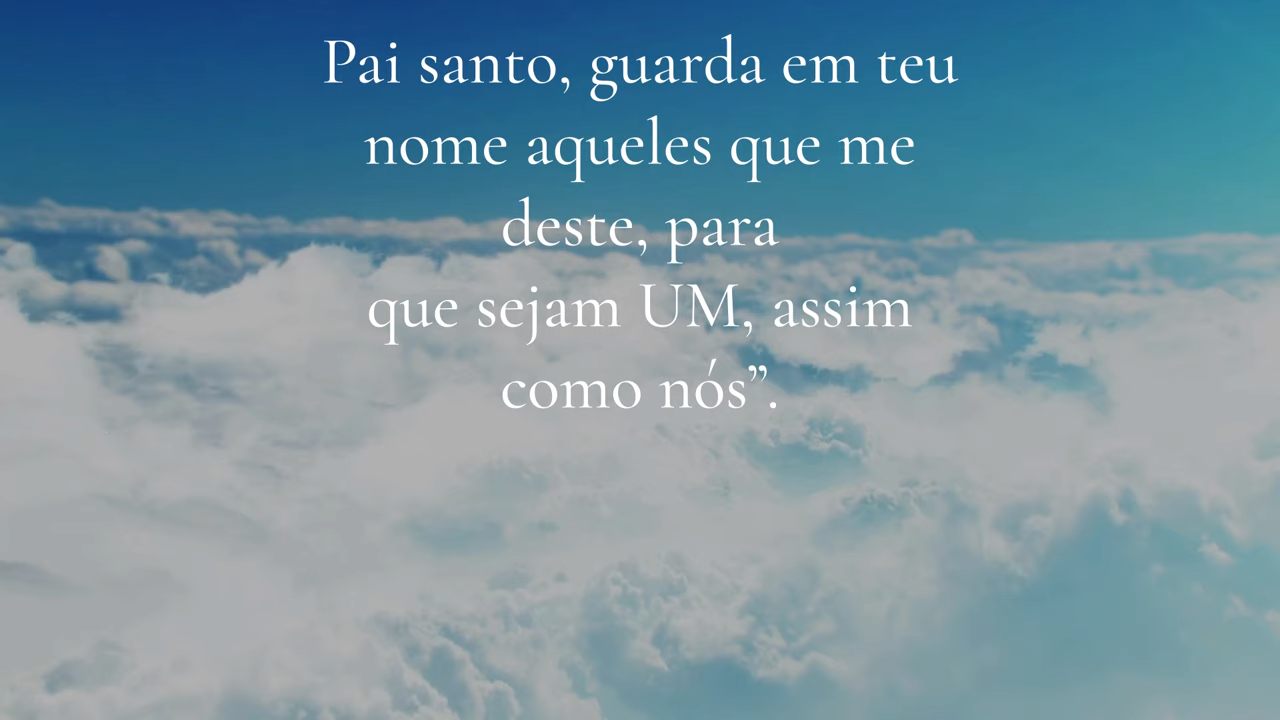 Pai santo, guarda em teu
nome aqueles que me
deste, para
que sejam UM, assim
como nós”.